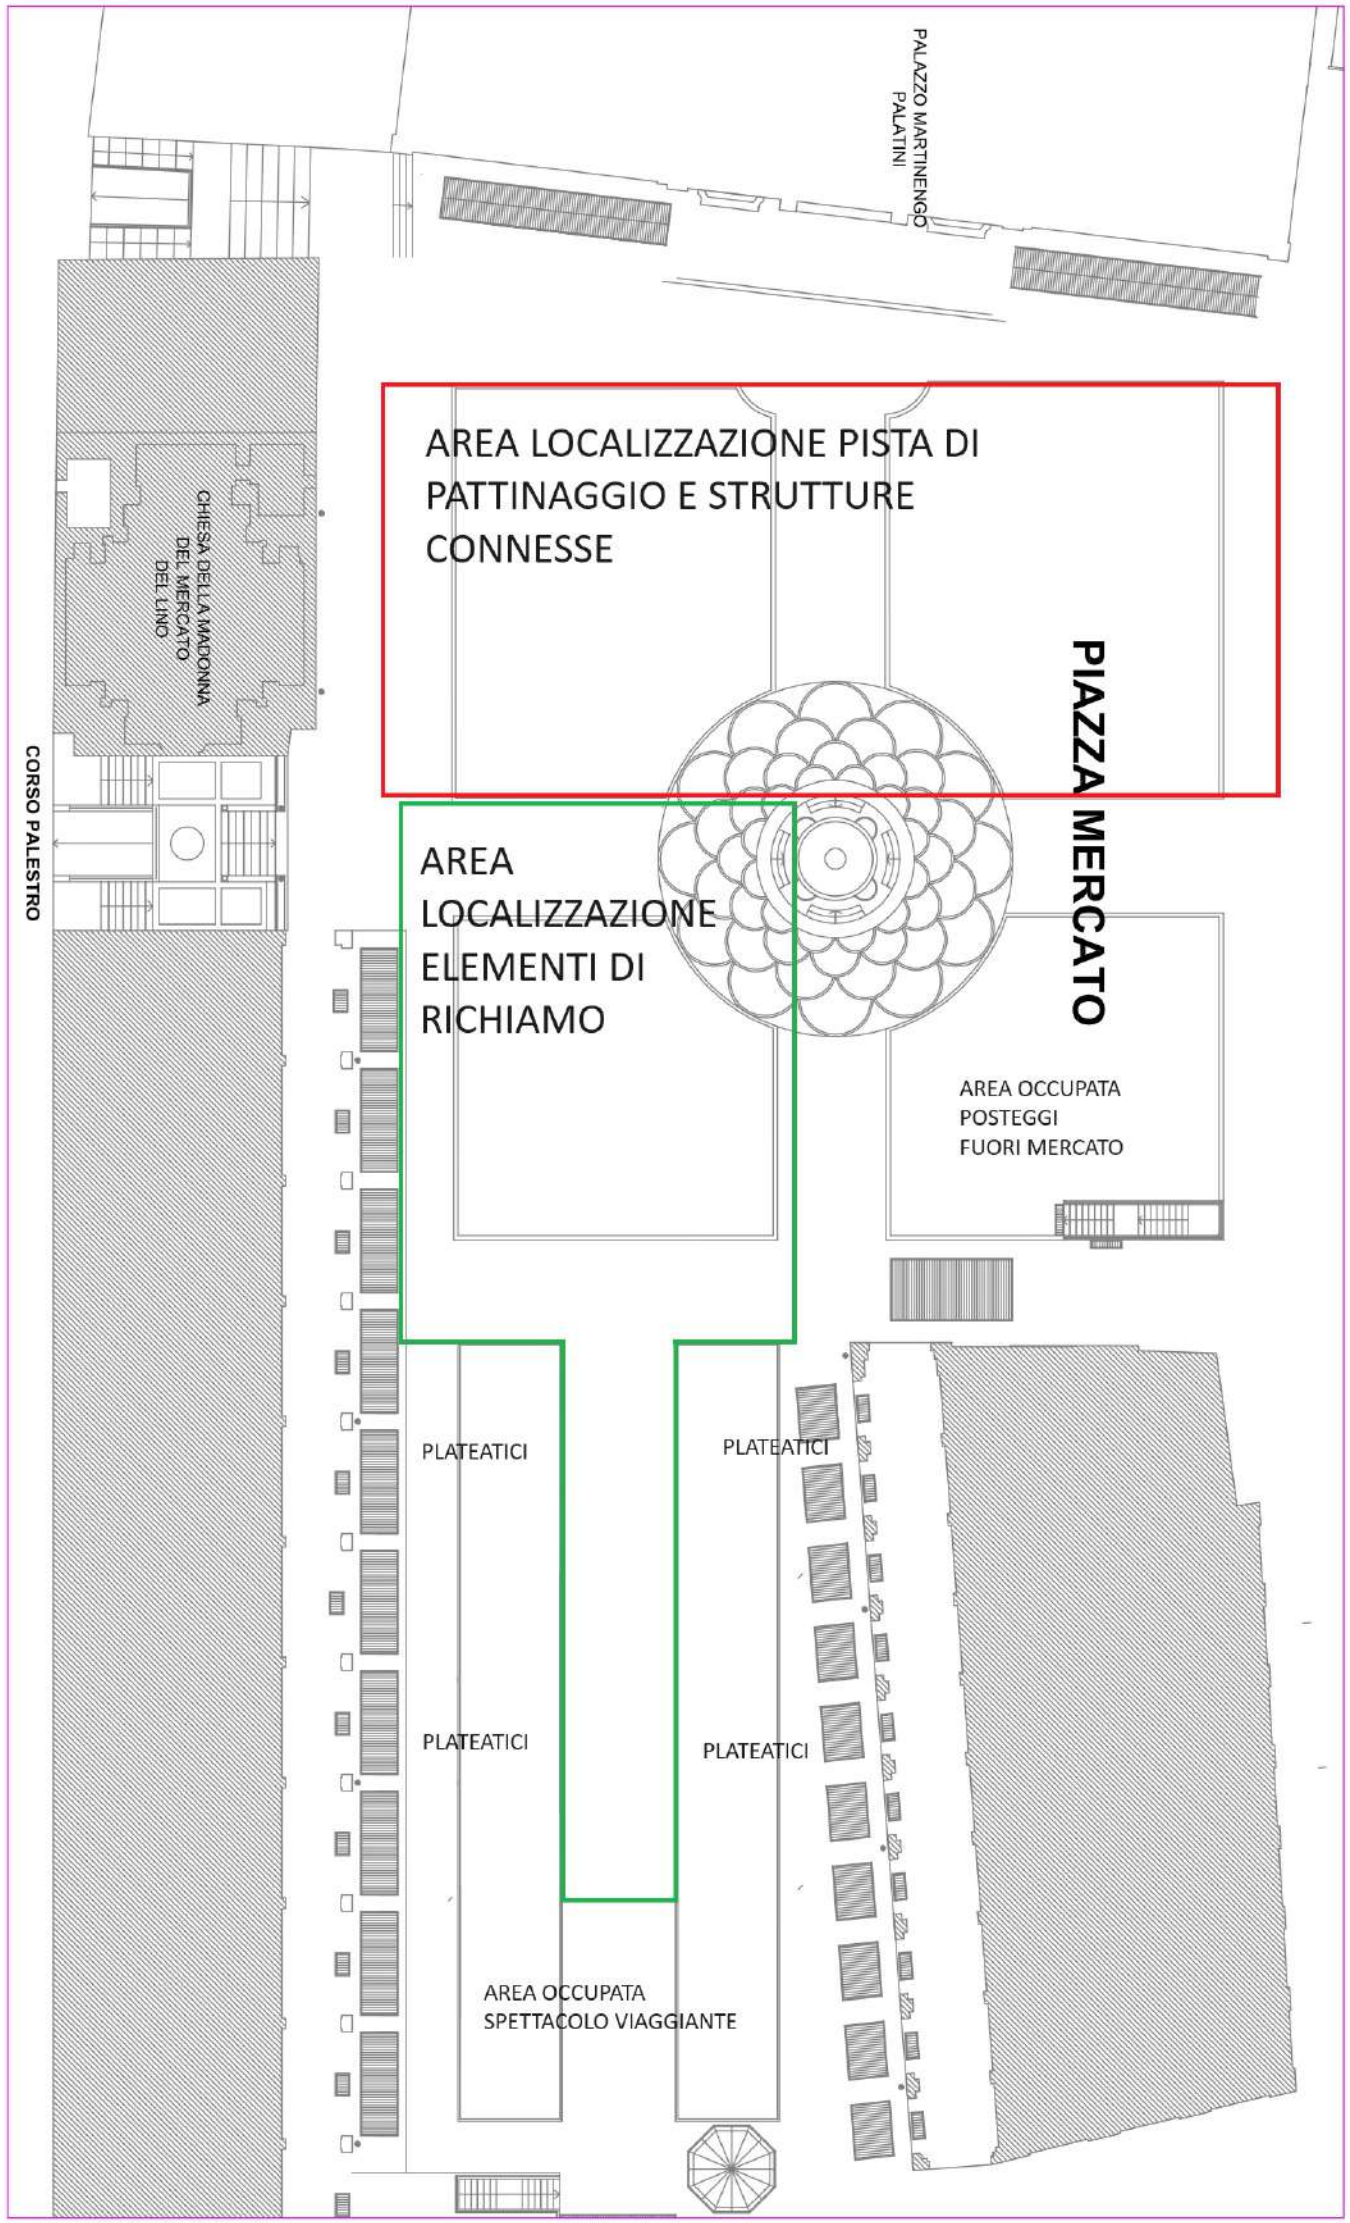 PALAZZO MARTINENGO
PALATINI
AREA LOCALIZZAZIONE PISTA DI
PATTINAGGIO E STRUTTURE
CONNESSE
CHIESA DELLA MADONNA
DEL MERCATO
DEL LINO
PIAZZA MERCATO
CORSO PALESTRO
AREA
LOCALIZZAZIONE
ELEMENTI DI
RICHIAMO
AREA OCCUPATA
POSTEGGI
FUORI MERCATO
PLATEATICI
PLATEATICI
PLATEATICI
PLATEATICI
AREA OCCUPATA
SPETTACOLO VIAGGIANTE